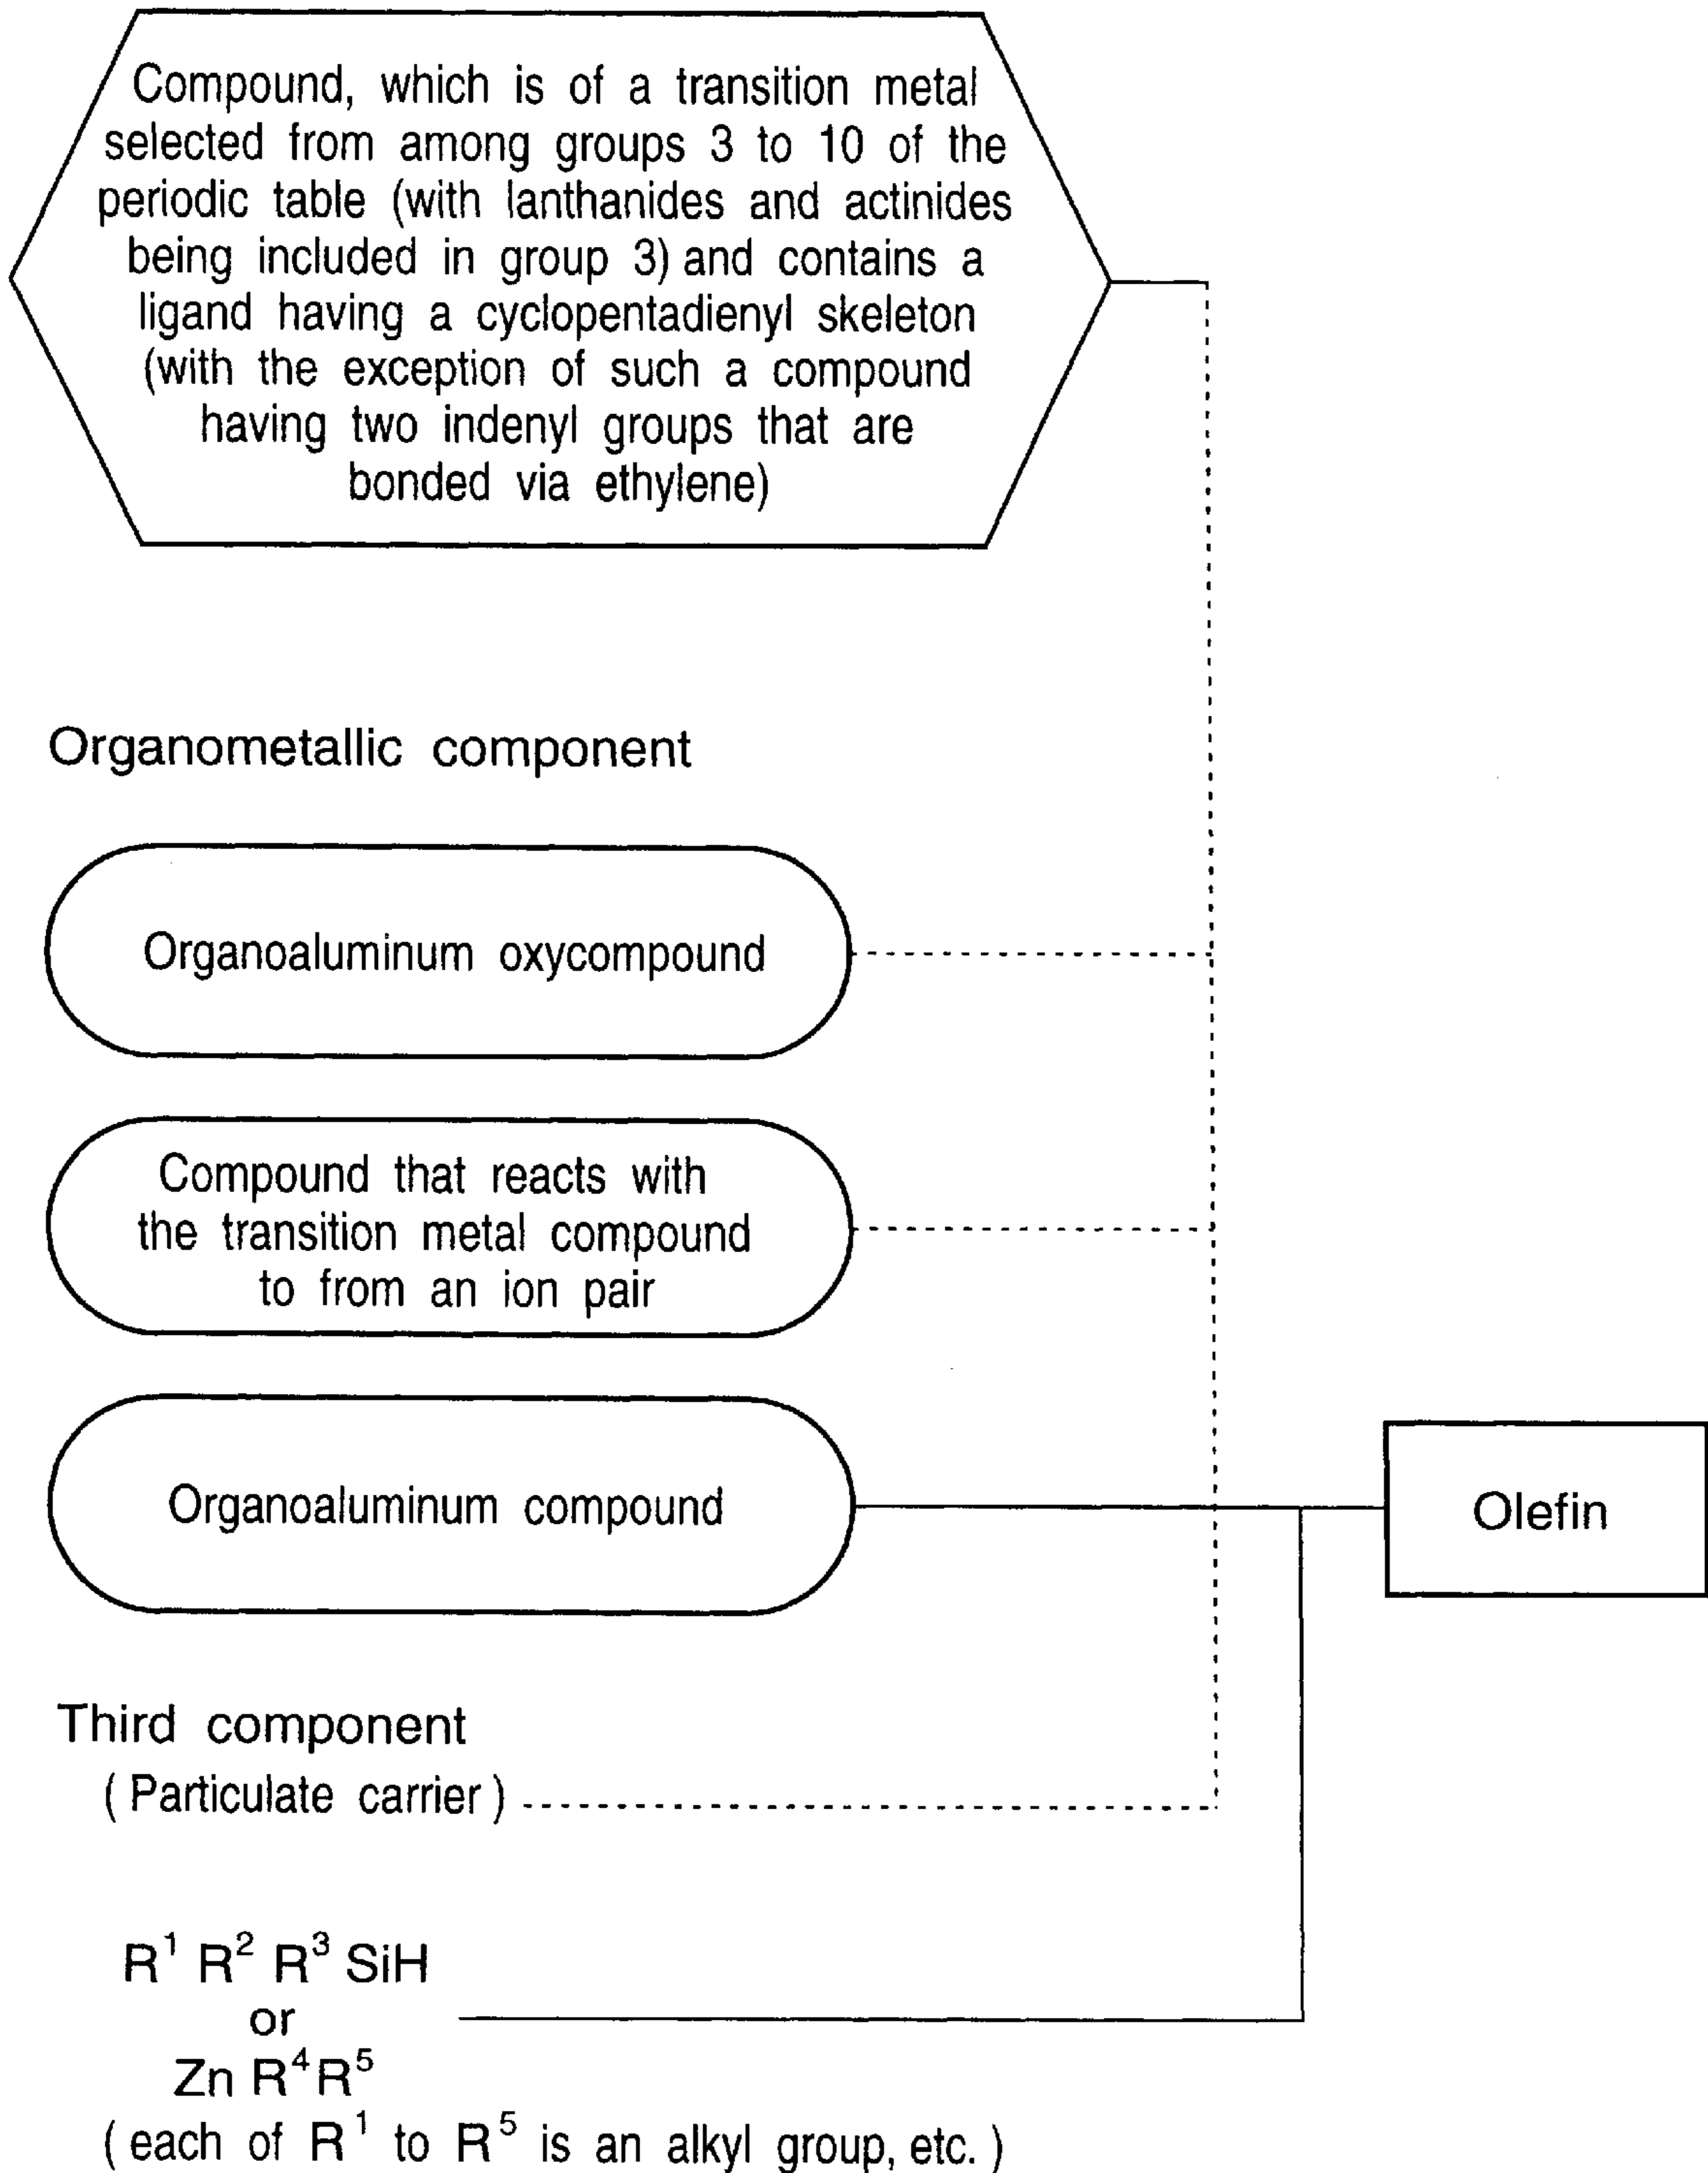 Compound, which is of a transition metal
selected from among groups 3 to 10 of the
periodic table (with lanthanides and actinides
being included in group 3) and contains a
ligand having a cyclopentadienyl skeleton
(with the exception of such a compound
having two indenyl groups that are
bonded via ethylene)
Organometallic component
Organoaluminum oxycompound
Compound that reacts with
the transition metal compound
to from an ion pair
Organoaluminum compound
Olefin
Third component
( Particulate carrier )
R¹ R² R³ SiH
or
Zn R⁴R⁵
( each of R¹ to R⁵ is an alkyl group, etc. )